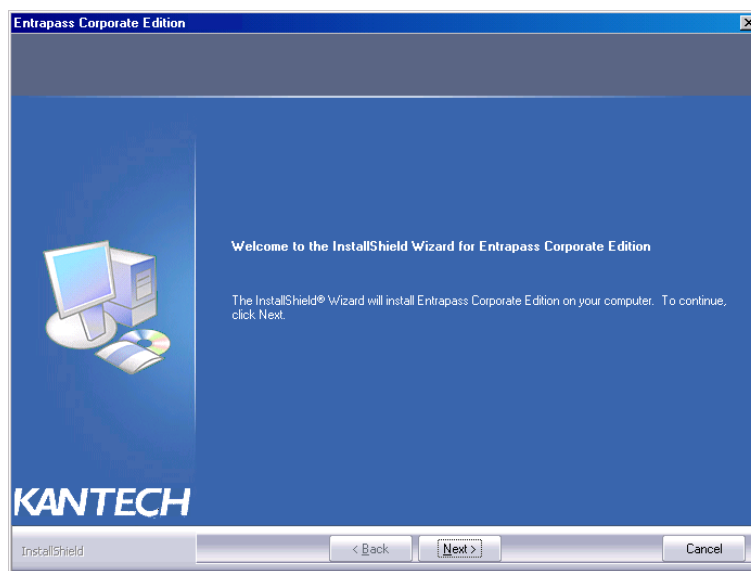 Entrapass Corporate Edition
Welcome to the InstallShield Wizard for Entrapass Corporate Edition
The InstallShield® Wizard will install Entrapass Corporate Edition on your computer. To continue,
click Next.
KANTECH
InstallShield
< Back
Next >
Cancel